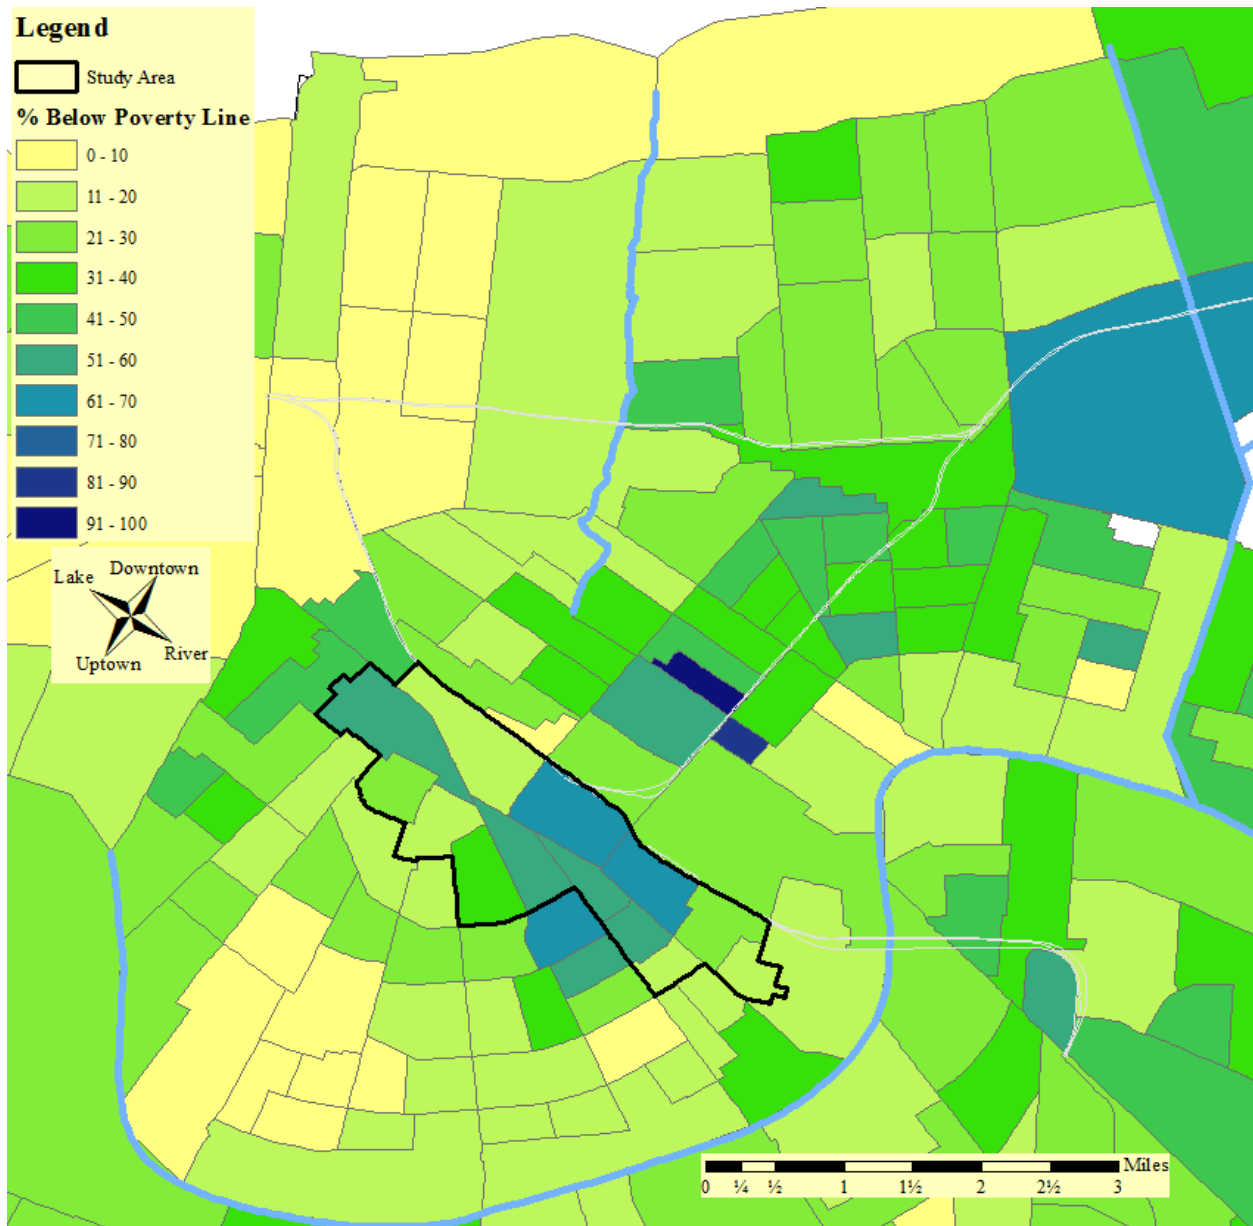 Legend
Study Area
% Below Poverty Line
0 - 10
11 - 20
21 - 30
31 - 40
41 - 50
51 - 60
61 - 70
71 - 80
81 - 90
91 - 100
Lake Downtown
Uptown River
Miles
0 ¼ ½ 1 1½ 2 2½ 3